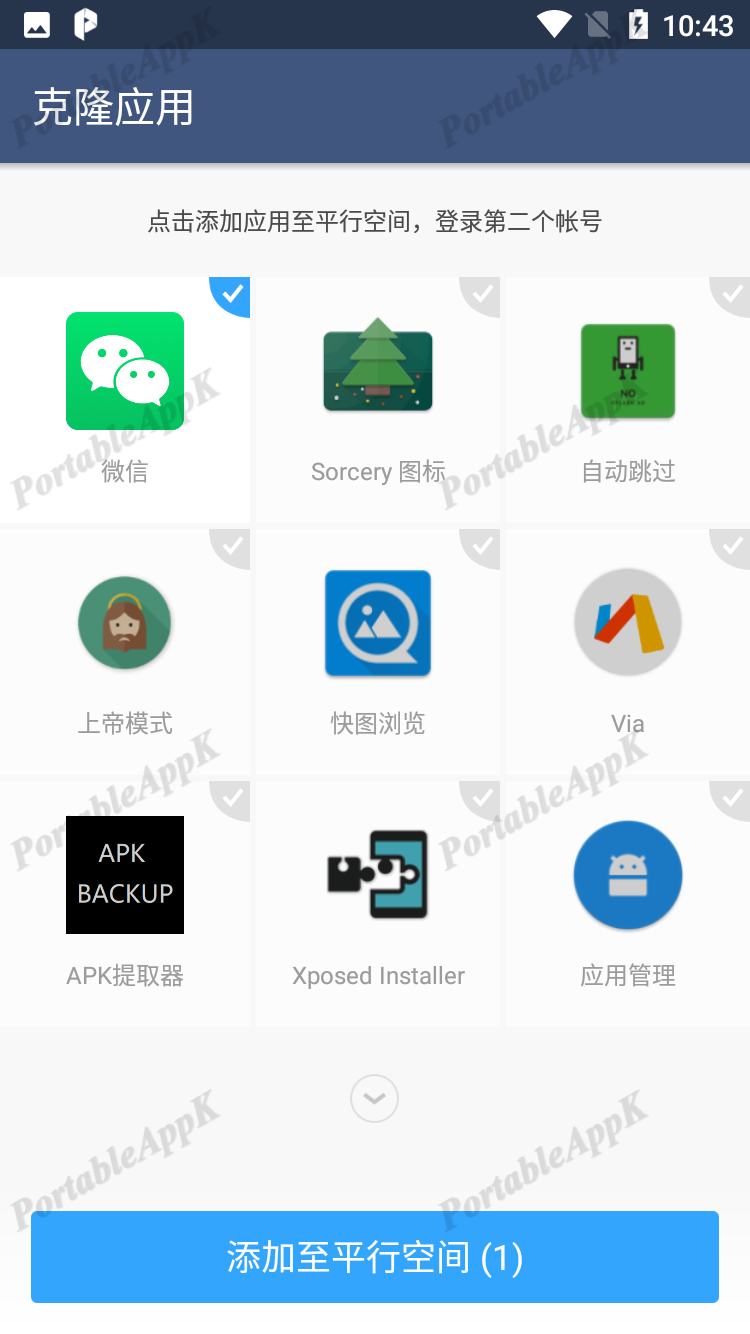 10:43
克隆应用
点击添加应用至平行空间，登录第二个帐号
微信
Sorcery 图标
自动跳过
上帝模式
快图浏览
Via
APK
BACKUP
NO
APK提取器
Xposed Installer
应用管理
添加至平行空间 (1)
PortableAppK
PortableAppK
PortableAppK
PortableAppK
PortableAppK
PortableAppK
PortableAppK
PortableAppK